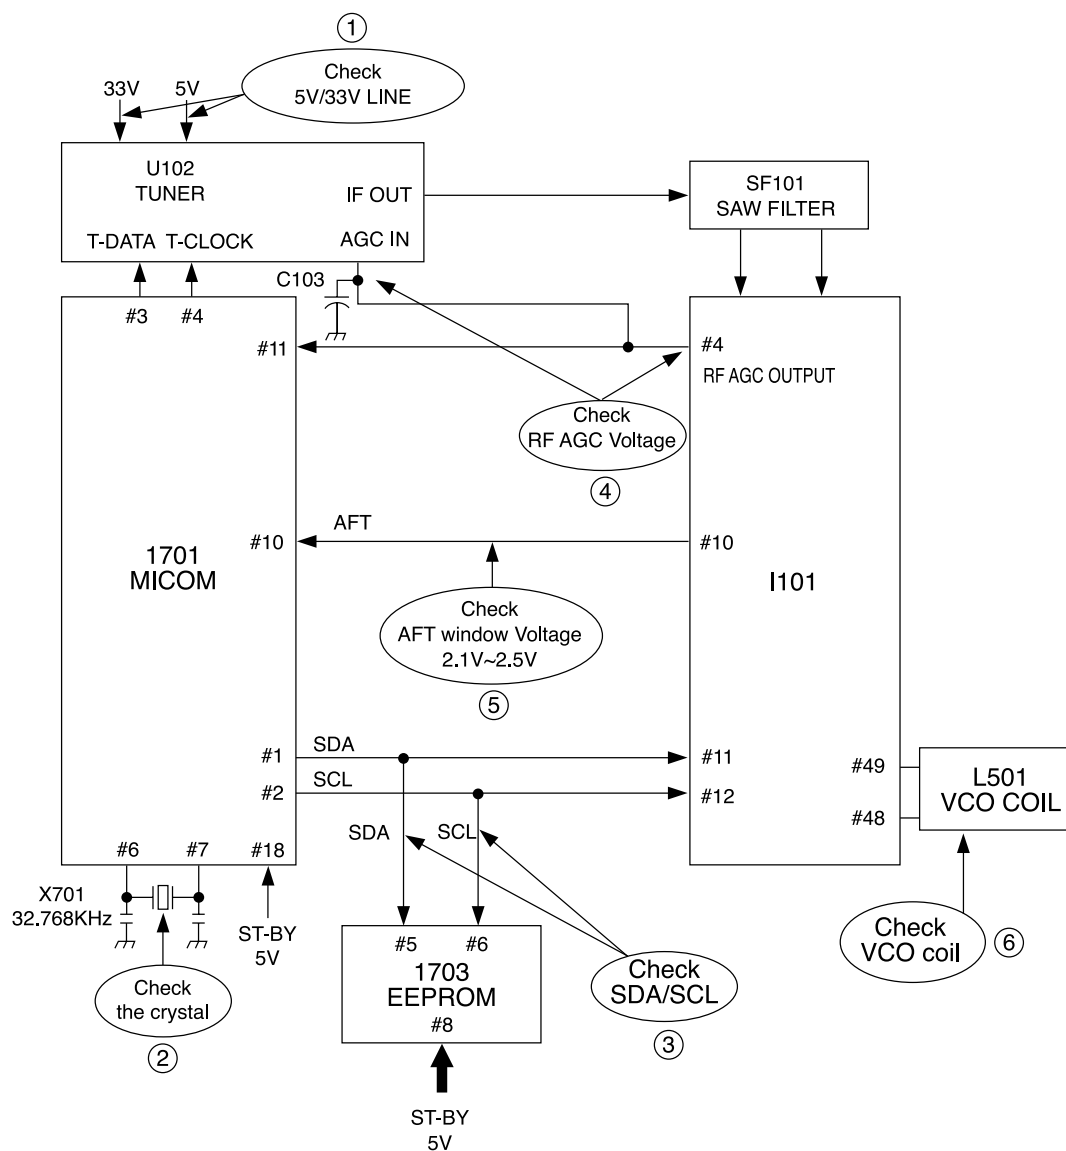 1
Check
5V/33V LINE
33V 5V
U102
TUNER
IF OUT
T-DATA T-CLOCK
AGC IN
SF101
SAW FILTER
C103
#3 #4
#11
#4
RF AGC OUTPUT
Check
RF AGC Voltage
4
AFT
#10
#10
1701
MICOM
I101
Check
AFT window Voltage
2.1V~2.5V
5
#1
SDA
#11
#2
SCL
#12
#49
#48
L501
VCO COIL
SDA
SCL
#6 #7 #18
X701
32.768KHz
ST-BY
5V
Check
the crystal
2
#5 #6
1703
EEPROM
#8
Check
SDA/SCL
3
Check
VCO coil
6
ST-BY
5V